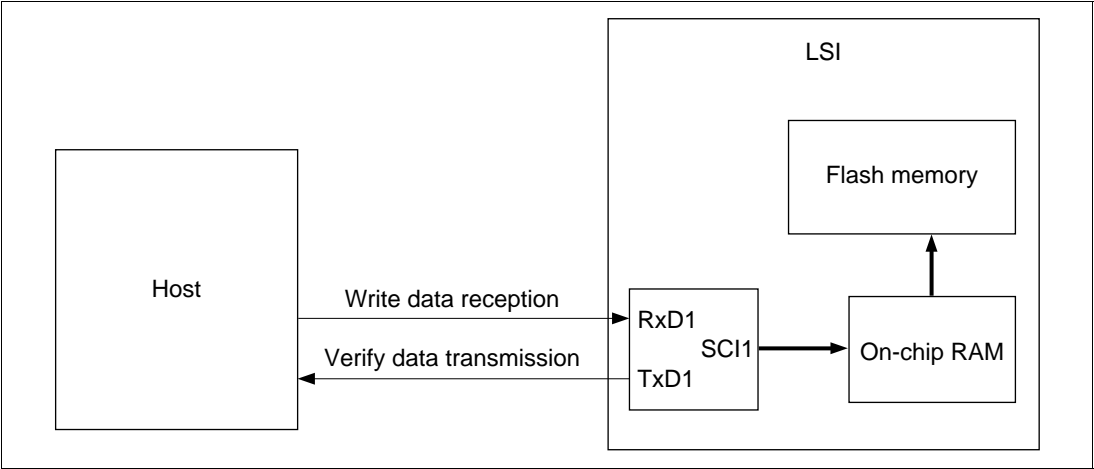 LSI
Flash memory
Host
Write data reception
RxD1
SCI1
On-chip RAM
Verify data transmission
TxD1